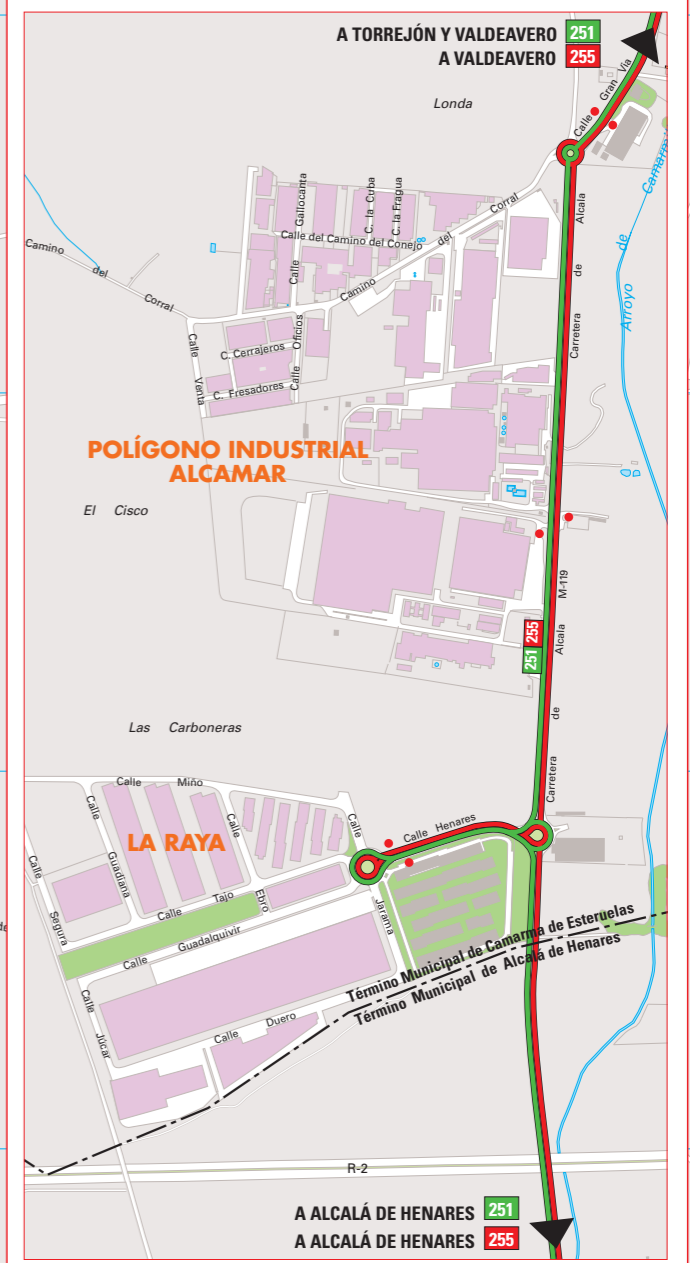 A TORREJÓN Y VALDEAVERO 251
A VALDEAVERO 255
Londa
Calle Gran Vía
Arroyo de Camarm
Calle Gallocanta
C. la Cuba
C. la Fragua
Calle del Camino del Conejo
Camino del Corral
Camino del Corral
Carretera de Alcala
Calle Venta
C. Cerrajeros
Calle Oficios
C. Fresadores
POLÍGONO INDUSTRIAL
ALCAMAR
El Cisco
M-119
251 255
Carretera de Alcala
Las Carboneras
Calle Miño
Calle Henares
Calle Guadiana
LA RAYA
Calle Ebro
Calle Jarama
Calle Segura
Calle Tajo
Calle Guadalquivir
de
Término Municipal de Camarma de Esteruelas
Término Municipal de Alcalá de Henares
Calle Júcar
Calle Duero
R-2
A ALCALÁ DE HENARES 251
A ALCALÁ DE HENARES 255